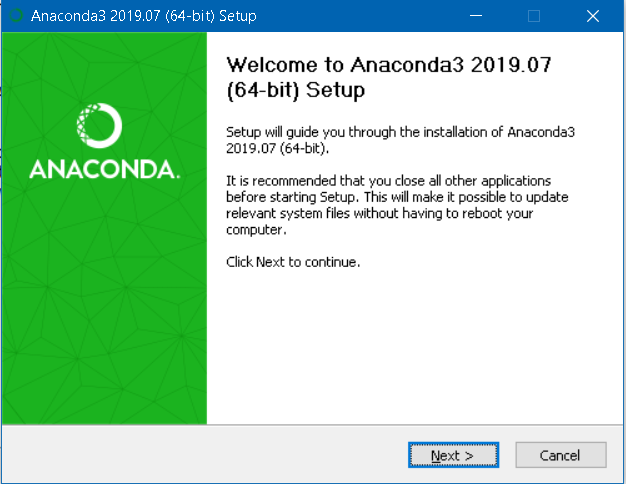 Anaconda3 2019.07 (64-bit) Setup
Welcome to Anaconda3 2019.07
(64-bit) Setup
ANACONDA.
Setup will guide you through the installation of Anaconda3
2019.07 (64-bit).
It is recommended that you close all other applications
before starting Setup. This will make it possible to update
relevant system files without having to reboot your
computer.
Click Next to continue.
Next >
Cancel